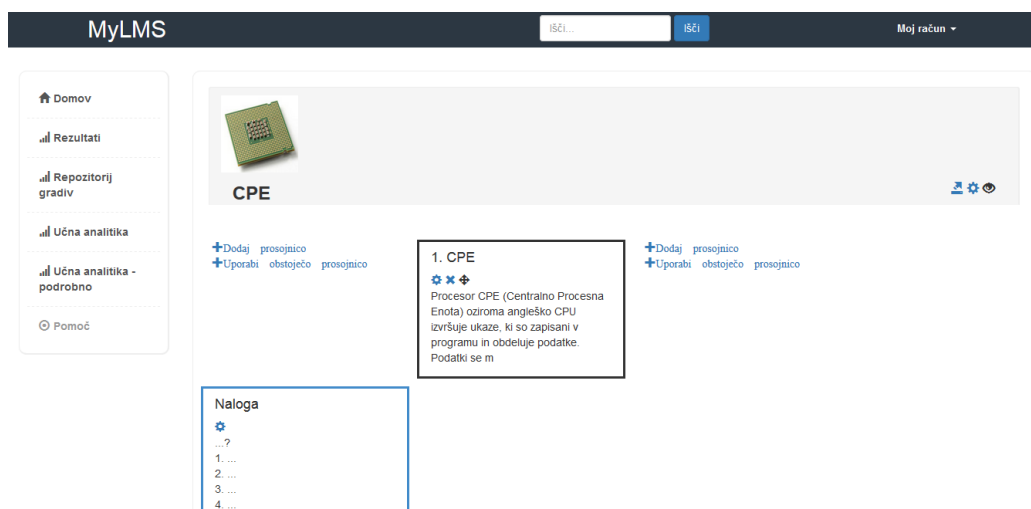 MyLMS
Išči...
Išči
Moj račun
Domov
Rezultati
Repozitorij
gradiv
Učna analitika
Učna analitika -
podrobno
Pomoč
CPE
Dodaj prosojnico
Uporabi obstoječo prosojnico
1. CPE
Procesor CPE (Centralno Procesna
Enota) oziroma angleško CPU
izvršuje ukaze, ki so zapisani v
programu in obdeluje podatke.
Podatki se m
Dodaj prosojnico
Uporabi obstoječo prosojnico
Naloga
...?
1. ...
2. ...
3. ...
4. ...